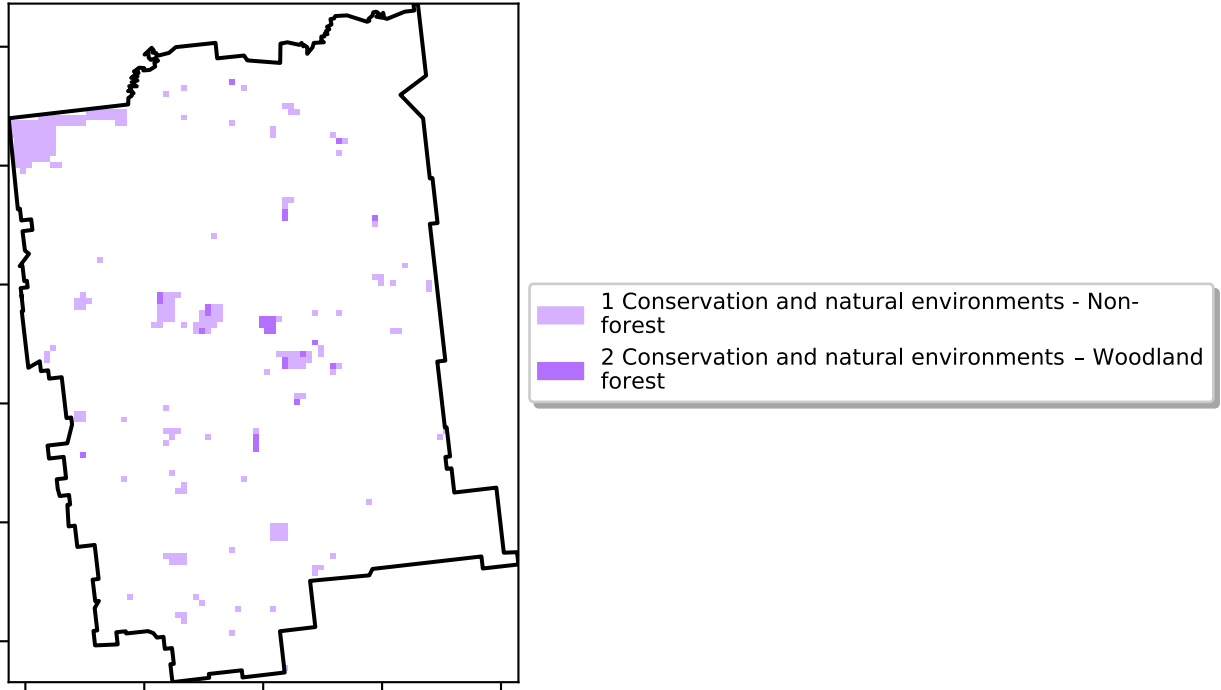 1 Conservation and natural environments - Non-
forest
2 Conservation and natural environments – Woodland
forest